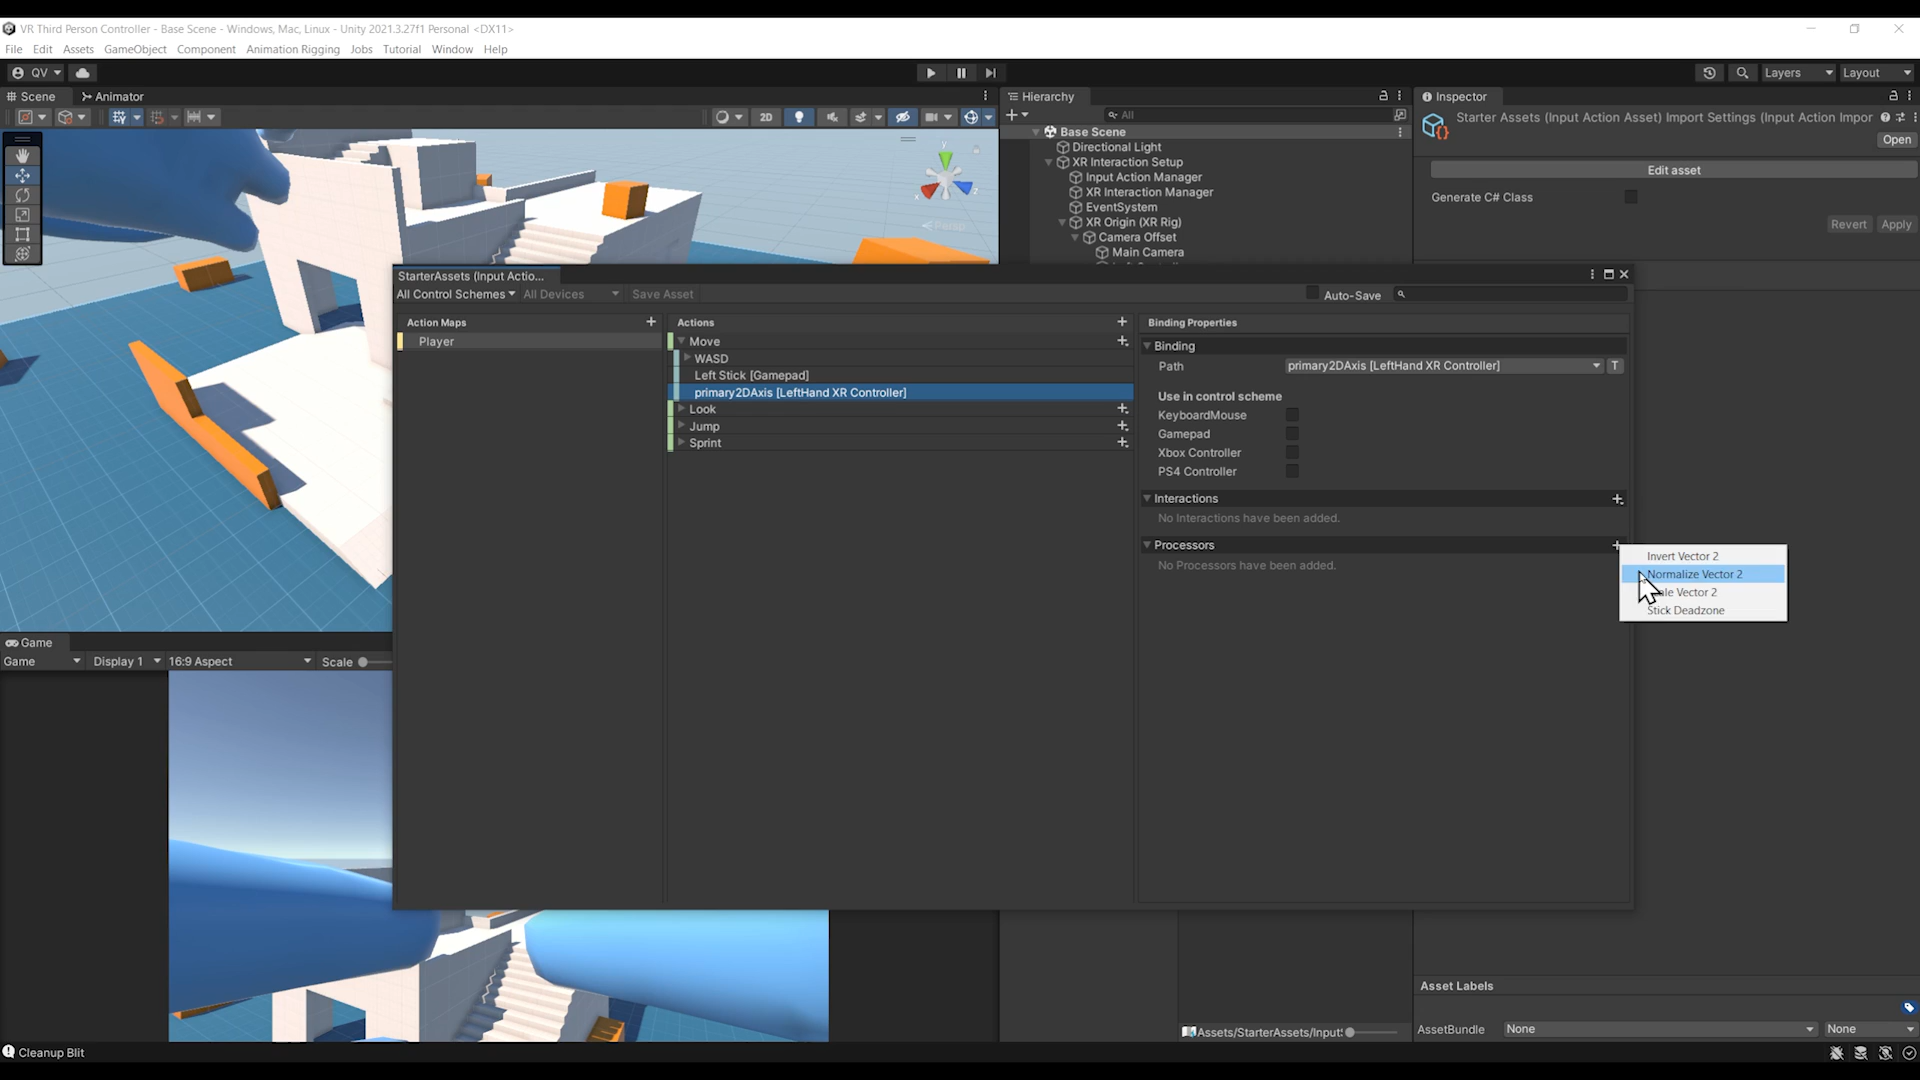 VR Third Person Controller - Base Scene - Windows, Mac, Linux - Unity 2021.3.27f1 Personal <DX11>
File Edit Assets GameObject Component Animation Rigging Jobs Tutorial Window Help
QV Layers Layout
Scene Animator
2D
y
x
z
Persp
Hierarchy
All
Base Scene
Directional Light
XR Interaction Setup
Input Action Manager
XR Interaction Manager
EventSystem
XR Origin (XR Rig)
Camera Offset
Main Camera
Inspector
Starter Assets (Input Action Asset) Import Settings (Input Action Impor
Open
Edit asset
Generate C# Class
Revert Apply
StarterAssets (Input Actio...
All Control Schemes All Devices Save Asset Auto-Save
Action Maps
Player
Actions
Move
WASD
Left Stick [Gamepad]
primary2DAxis [LeftHand XR Controller]
Look
Jump
Sprint
Binding Properties
Binding
Path primary2DAxis [LeftHand XR Controller] T
Use in control scheme
KeyboardMouse
Gamepad
Xbox Controller
PS4 Controller
Interactions
No Interactions have been added.
Processors
No Processors have been added.
Invert Vector 2
Normalize Vector 2
Vector 2
Stick Deadzone
Game
Game Display 1 16:9 Aspect Scale
Assets/StarterAssets/Input
Asset Labels
AssetBundle None None
Cleanup Blit